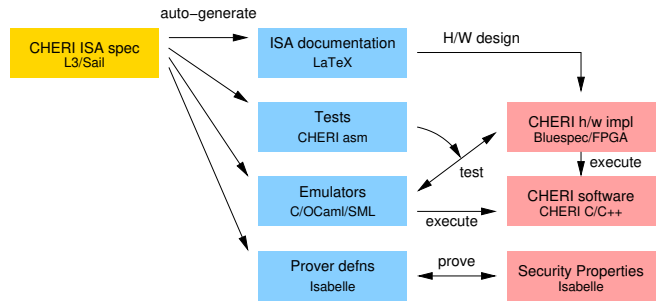 auto-generate
CHERI ISA spec
L3/Sail
ISA documentation
LaTeX
H/W design
Tests
CHERI asm
CHERI h/w impl
Bluespec/FPGA
test
execute
Emulators
C/OCaml/SML
execute
CHERI software
CHERI C/C++
Prover defns
Isabelle
prove
Security Properties
Isabelle